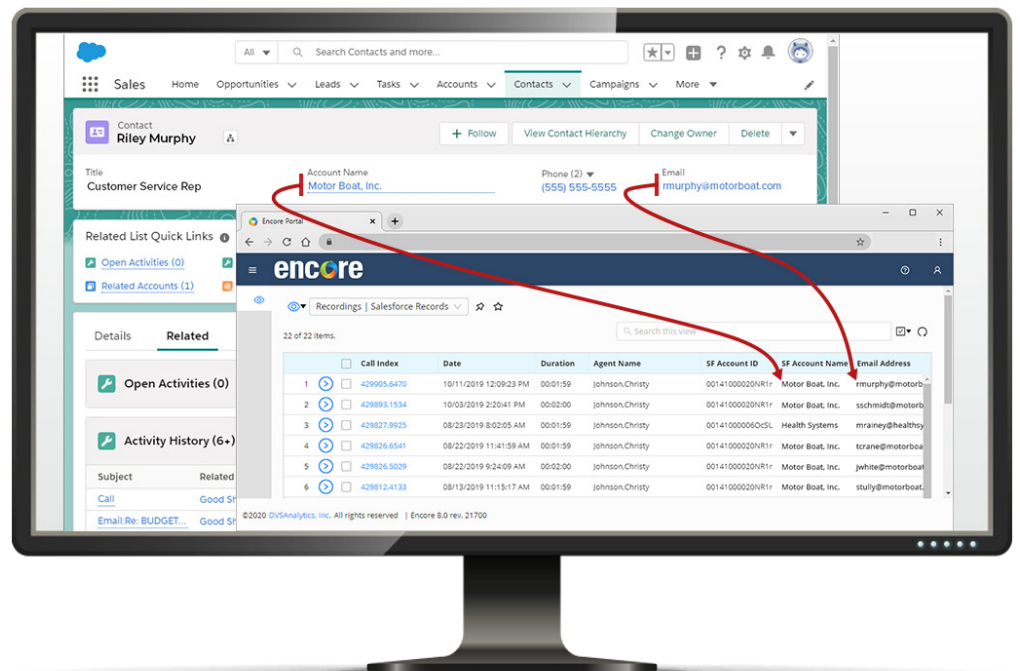 All Search Contacts and more...
Sales Home Opportunities Leads Tasks Accounts Contacts Campaigns More
Contact
Riley Murphy
Follow View Contact Hierarchy Change Owner Delete
Title Account Name Phone (2) Email
Customer Service Rep Motor Boat, Inc. (555) 555-5555 rmurphy@motorboat.com
Related List Quick Links
Open Activities (0)
Related Accounts (1)
Details Related
Open Activities (0)
Activity History (6+)
Subject Related
Call Good Sh
Email:Re: BUDGET... Good Sh
Encore Portal
encore
Recordings | Salesforce Records
22 of 22 items. Search this view
Call Index Date Duration Agent Name SF Account ID SF Account Name Email Address
1 429905.6470 10/11/2019 12:09:23 PM 00:01:59 Johnson,Christy 00141000020NR1r Motor Boat, Inc. rmurphy@motorb
2 429893.1534 10/03/2019 2:20:41 PM 00:02:00 Johnson,Christy 00141000020NR1r Motor Boat, Inc. sschmidt@motorb
3 429827.9925 08/23/2019 8:02:05 AM 00:01:59 Johnson,Christy 00141000006OcSL Health Systems mrainey@healthsy
4 429826.6541 08/22/2019 11:41:59 AM 00:01:59 Johnson,Christy 00141000020NR1r Motor Boat, Inc. tcrane@motorboa
5 429826.5029 08/22/2019 9:24:09 AM 00:02:00 Johnson,Christy 00141000020NR1r Motor Boat, Inc. jwhite@motorboat
6 429812.4133 08/13/2019 11:15:17 AM 00:01:59 Johnson,Christy 00141000020NR1r Motor Boat, Inc. stully@motorboat.
©2020 DVSAnalytics, Inc. All rights reserved | Encore 8.0 rev. 21700